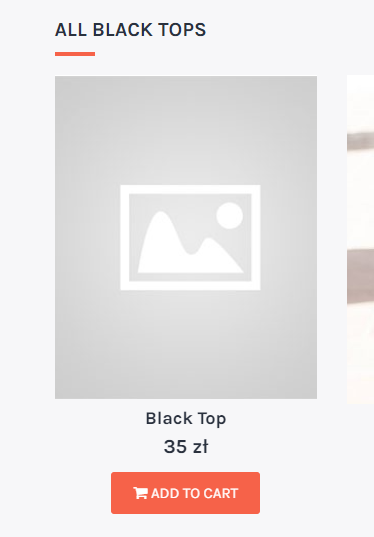 ALL BLACK TOPS
Black Top
35 zł
ADD TO CART